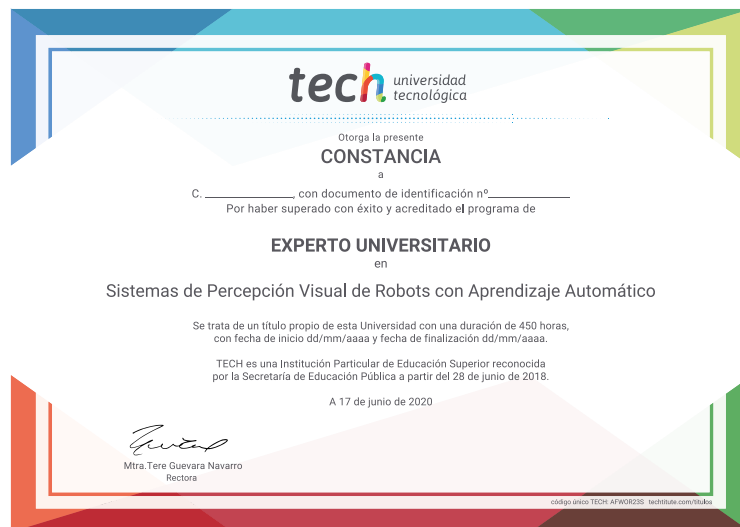 tech universidad
tecnológica
Otorga la presente
CONSTANCIA
a
C. ______________, con documento de identificación nº______________
Por haber superado con éxito y acreditado el programa de
EXPERTO UNIVERSITARIO
en
Sistemas de Percepción Visual de Robots con Aprendizaje Automático
Se trata de un título propio de esta Universidad con una duración de 450 horas,
con fecha de inicio dd/mm/aaaa y fecha de finalización dd/mm/aaaa.
TECH es una Institución Particular de Educación Superior reconocida
por la Secretaría de Educación Pública a partir del 28 de junio de 2018.
A 17 de junio de 2020
Mtra.Tere Guevara Navarro
Rectora
código único TECH: AFWOR23S techtitute.com/titulos